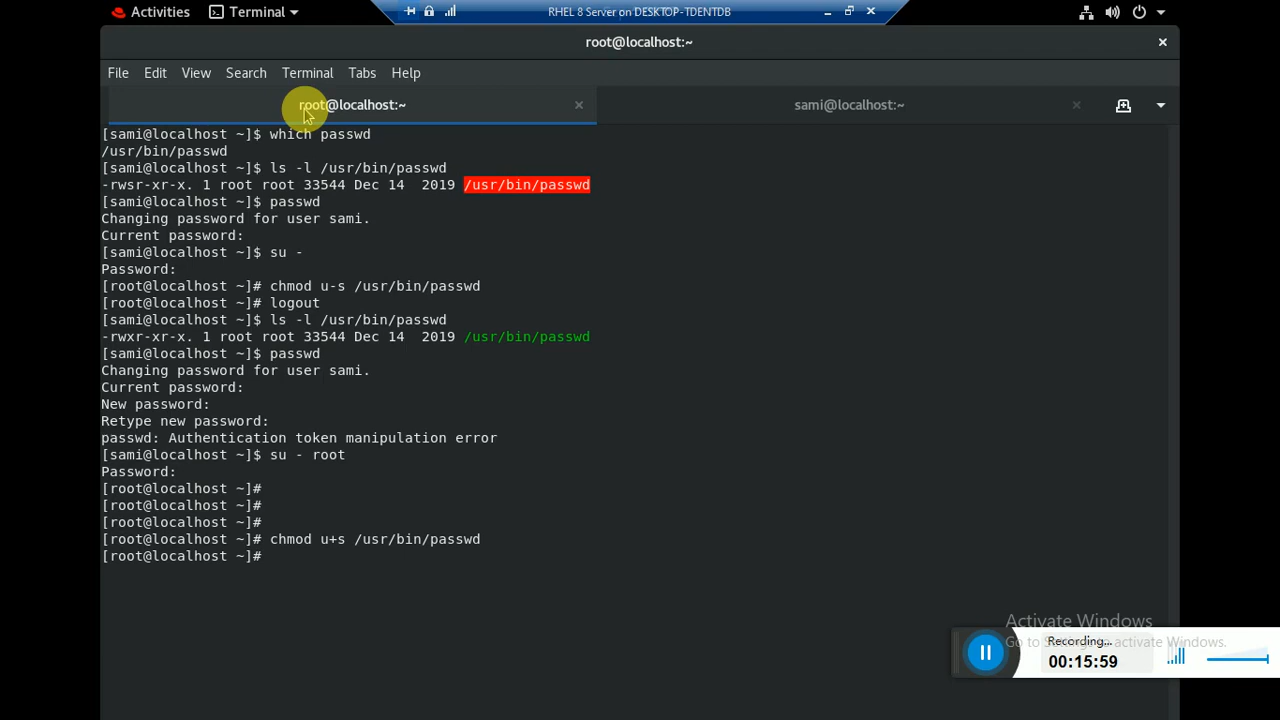 Activities Terminal
RHEL 8 Server on DESKTOP-TDENTDB
root@localhost:~
File Edit View Search Terminal Tabs Help
root@localhost:~ sami@localhost:~
[sami@localhost ~]$ which passwd
/usr/bin/passwd
[sami@localhost ~]$ ls -l /usr/bin/passwd
-rwsr-xr-x. 1 root root 33544 Dec 14  2019 /usr/bin/passwd
[sami@localhost ~]$ passwd
Changing password for user sami.
Current password:
[sami@localhost ~]$ su -
Password:
[root@localhost ~]# chmod u-s /usr/bin/passwd
[root@localhost ~]# logout
[sami@localhost ~]$ ls -l /usr/bin/passwd
-rwxr-xr-x. 1 root root 33544 Dec 14  2019 /usr/bin/passwd
[sami@localhost ~]$ passwd
Changing password for user sami.
Current password:
New password:
Retype new password:
passwd: Authentication token manipulation error
[sami@localhost ~]$ su - root
Password:
[root@localhost ~]#
[root@localhost ~]#
[root@localhost ~]#
[root@localhost ~]# chmod u+s /usr/bin/passwd
[root@localhost ~]#
Activate Windows
Go to Settings to activate Windows.
Recording...
00:15:59